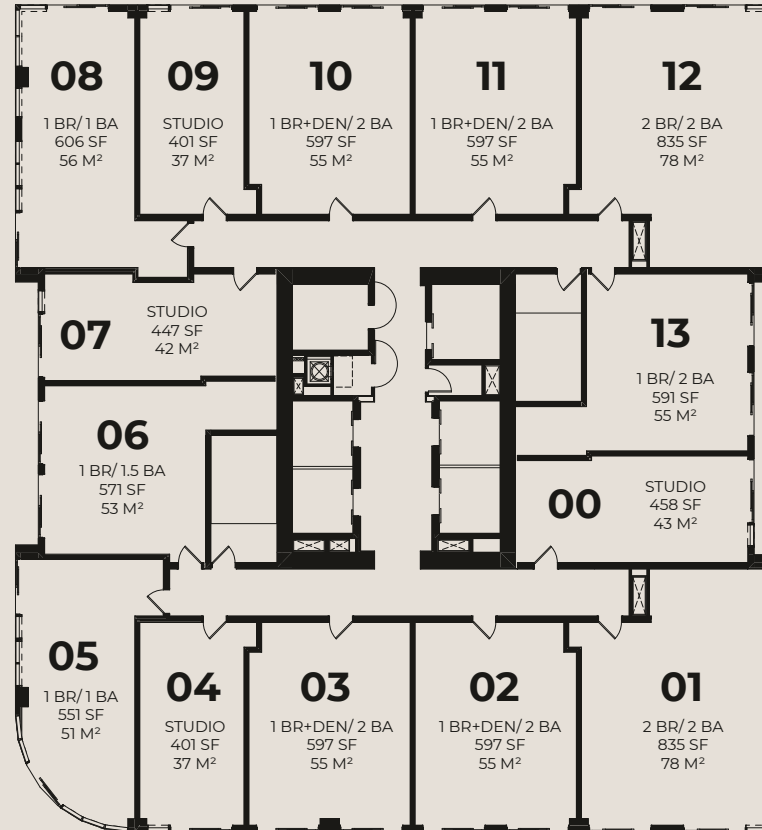 08
1 BR/ 1 BA
606 SF
56 M²
09
STUDIO
401 SF
37 M²
10
1 BR+DEN/ 2 BA
597 SF
55 M²
11
1 BR+DEN/ 2 BA
597 SF
55 M²
12
2 BR/ 2 BA
835 SF
78 M²
07
STUDIO
447 SF
42 M²
13
1 BR/ 2 BA
591 SF
55 M²
06
1 BR/ 1.5 BA
571 SF
53 M²
00
STUDIO
458 SF
43 M²
05
1 BR/ 1 BA
551 SF
51 M²
04
STUDIO
401 SF
37 M²
03
1 BR+DEN/ 2 BA
597 SF
55 M²
02
1 BR+DEN/ 2 BA
597 SF
55 M²
01
2 BR/ 2 BA
835 SF
78 M²